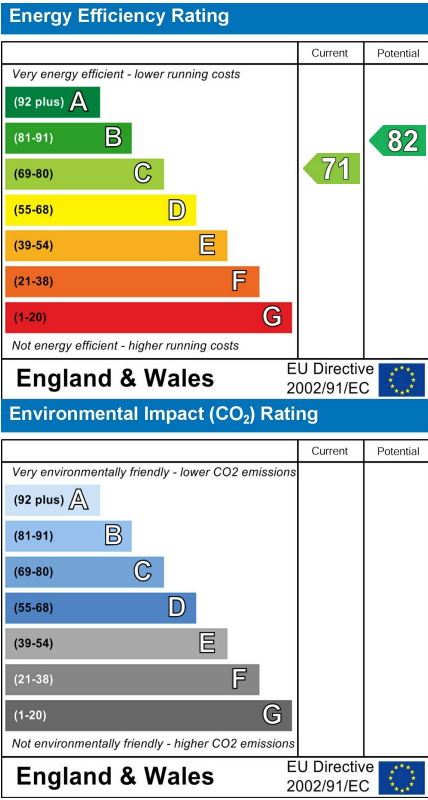 Energy Efficiency Rating
Current Potential
Very energy efficient - lower running costs
(92 plus) A
(81-91) B
82
(69-80) C
71
(55-68) D
(39-54) E
(21-38) F
(1-20) G
Not energy efficient - higher running costs
England & Wales
EU Directive
2002/91/EC
Environmental Impact (CO₂) Rating
Current Potential
Very environmentally friendly - lower CO2 emissions
(92 plus) A
(81-91) B
(69-80) C
(55-68) D
(39-54) E
(21-38) F
(1-20) G
Not environmentally friendly - higher CO2 emissions
England & Wales
EU Directive
2002/91/EC